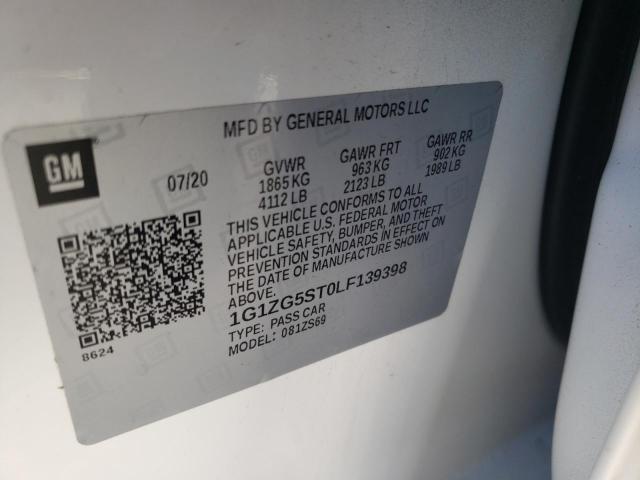 MFD BY GENERAL MOTORS LLC
GM
07/20
GVWR GAWR FRT GAWR RR
1865 KG 963 KG 902 KG
4112 LB 2123 LB 1989 LB
THIS VEHICLE CONFORMS TO ALL
APPLICABLE U.S. FEDERAL MOTOR
VEHICLE SAFETY, BUMPER, AND THEFT
PREVENTION STANDARDS IN EFFECT ON
THE DATE OF MANUFACTURE SHOWN
ABOVE.
1G1ZG5ST0LF139398
TYPE: PASS CAR
MODEL: 081ZS69
8624